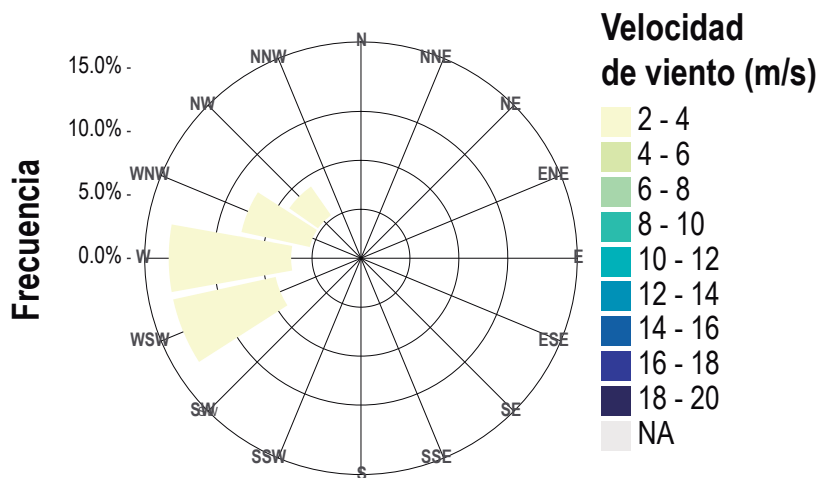 Velocidad
de viento (m/s)
2 - 4
4 - 6
6 - 8
8 - 10
10 - 12
12 - 14
14 - 16
16 - 18
18 - 20
NA
Frecuencia
15.0% -
10.0% -
5.0% -
0.0% -
N
NNE
NE
ENE
E
ESE
SE
SSE
S
SSW
SW
WSW
W
WNW
NW
NNW